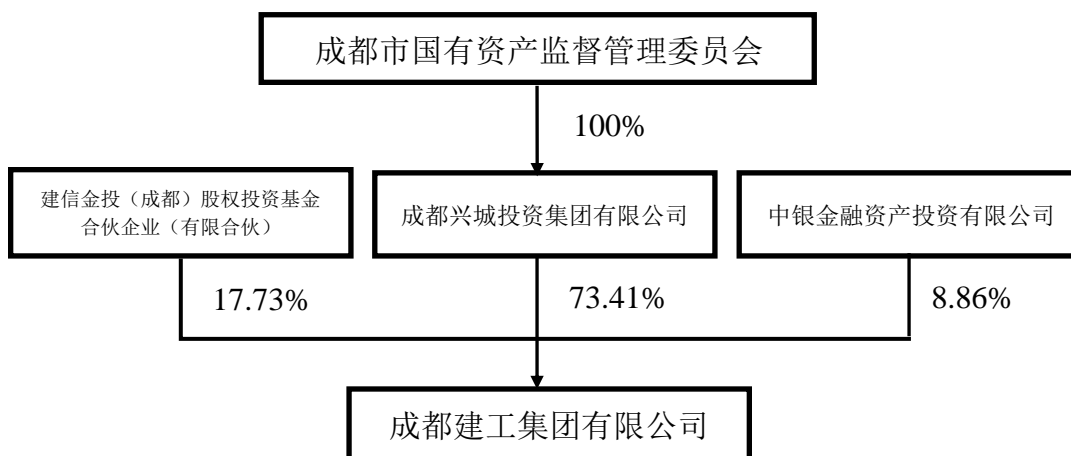 成都市国有资产监督管理委员会
100%
建信金投（成都）股权投资基金
合伙企业（有限合伙）
成都兴城投资集团有限公司
中银金融资产投资有限公司
17.73%
73.41%
8.86%
成都建工集团有限公司